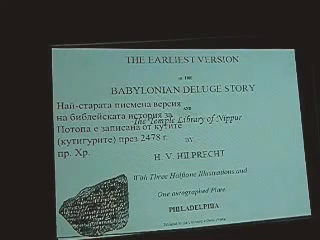 THE EARLIEST VERSION
OF THE
BABYLONIAN DELUGE STORY
AND
The Temple Library of Nippur
BY
H. V. HILPRECHT
With Three Halftone Illustrations and
One autographed Plate
PHILADELPHIA
Най-старата писмена версия
на библейската история за
Потопа е записана от кутите
(кутигурите) през 2478 г.
пр. Хр.